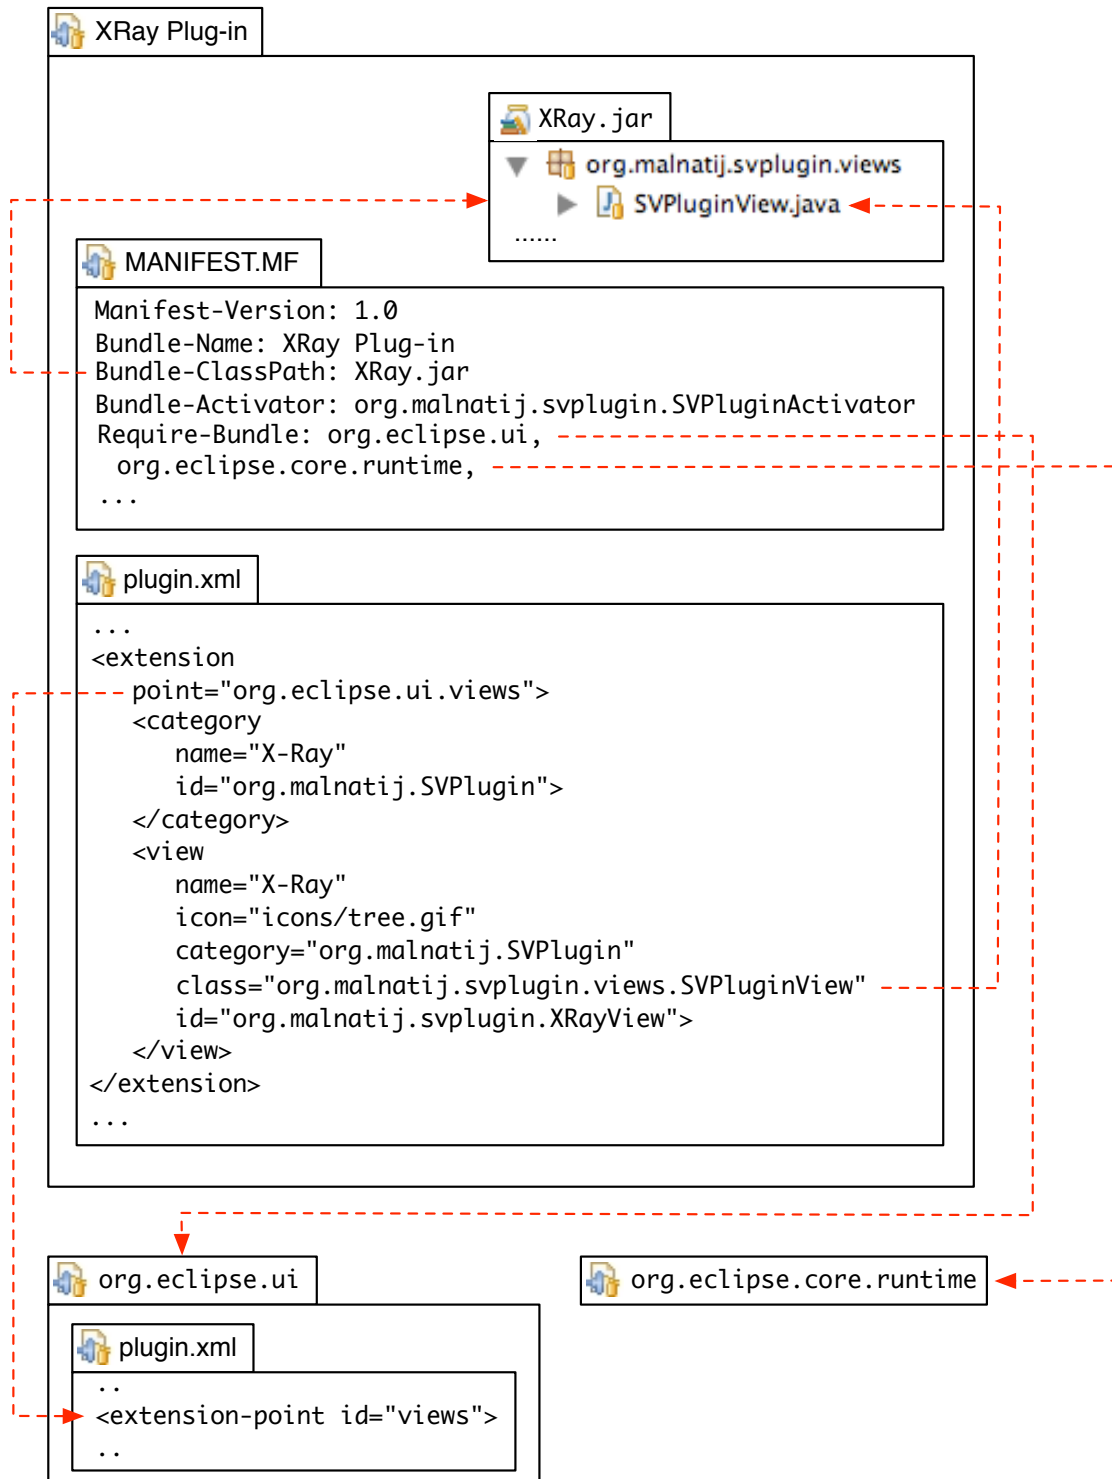 XRay Plug-in
XRay.jar
org.malnatij.svplugin.views
SVPluginView.java
......
MANIFEST.MF
Manifest-Version: 1.0
Bundle-Name: XRay Plug-in
Bundle-ClassPath: XRay.jar
Bundle-Activator: org.malnatij.svplugin.SVPluginActivator
Require-Bundle: org.eclipse.ui,
org.eclipse.core.runtime,
...
plugin.xml
...
<extension
point="org.eclipse.ui.views">
<category
name="X-Ray"
id="org.malnatij.SVPlugin">
</category>
<view
name="X-Ray"
icon="icons/tree.gif"
category="org.malnatij.SVPlugin"
class="org.malnatij.svplugin.views.SVPluginView"
id="org.malnatij.svplugin.XRayView">
</view>
</extension>
...
org.eclipse.ui
org.eclipse.core.runtime
plugin.xml
..
<extension-point id="views">
..